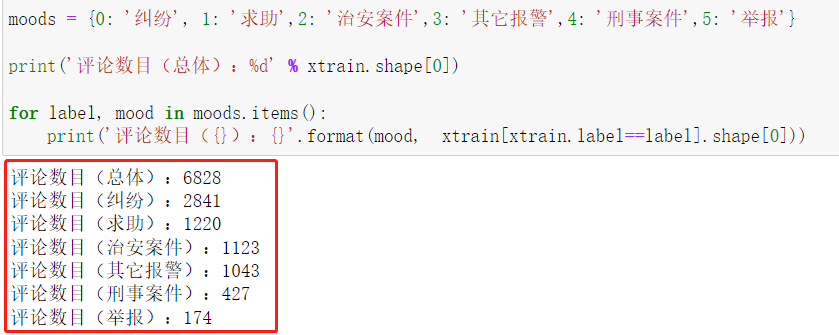 moods = {0: '纠纷', 1: '求助',2: '治安案件',3: '其它报警',4: '刑事案件',5: '举报'}
print('评论数目（总体）：%d' % xtrain.shape[0])
for label, mood in moods.items():
    print('评论数目（{}）：{}'.format(mood,  xtrain[xtrain.label==label].shape[0]))
评论数目（总体）：6828
评论数目（纠纷）：2841
评论数目（求助）：1220
评论数目（治安案件）：1123
评论数目（其它报警）：1043
评论数目（刑事案件）：427
评论数目（举报）：174